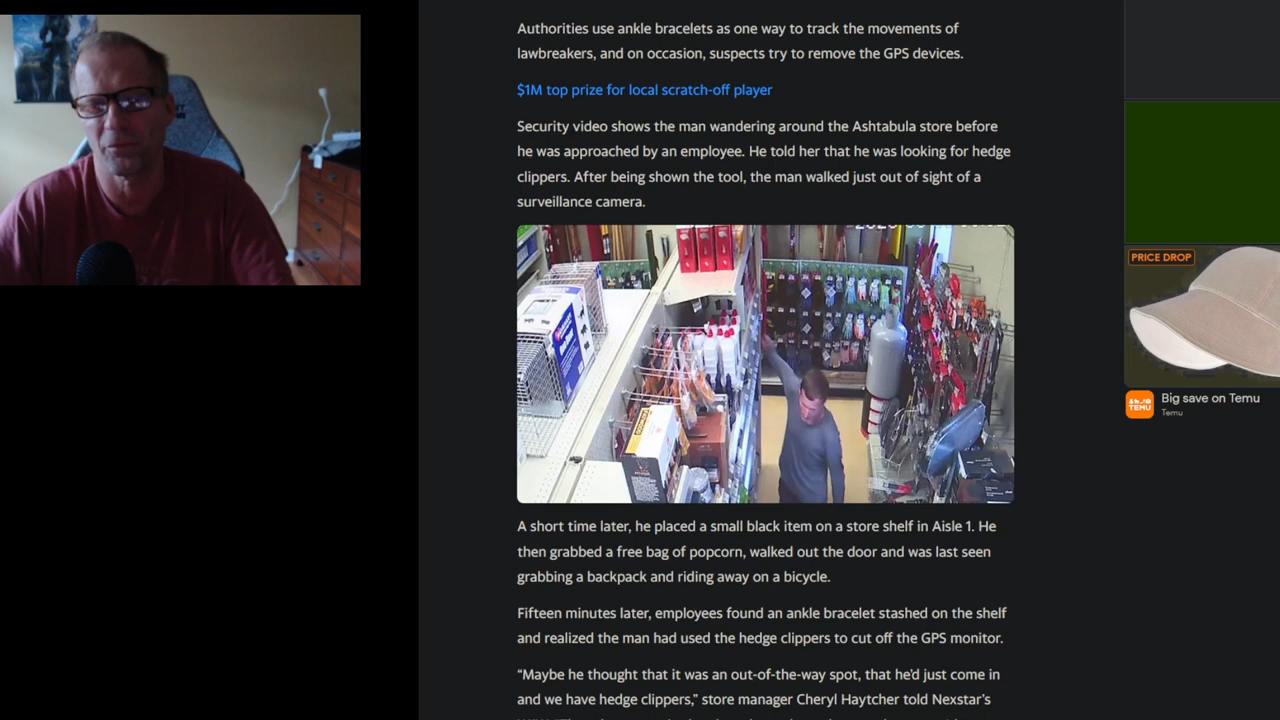 Authorities use ankle bracelets as one way to track the movements of
lawbreakers, and on occasion, suspects try to remove the GPS devices.
$1M top prize for local scratch-off player
Security video shows the man wandering around the Ashtabula store before
he was approached by an employee. He told her that he was looking for hedge
clippers. After being shown the tool, the man walked just out of sight of a
surveillance camera.
A short time later, he placed a small black item on a store shelf in Aisle 1. He
then grabbed a free bag of popcorn, walked out the door and was last seen
grabbing a backpack and riding away on a bicycle.
Fifteen minutes later, employees found an ankle bracelet stashed on the shelf
and realized the man had used the hedge clippers to cut off the GPS monitor.
“Maybe he thought that it was an out-of-the-way spot, that he’d just come in
and we have hedge clippers,” store manager Cheryl Haytcher told Nexstar’s
PRICE DROP
TEMU
Big save on Temu
Temu